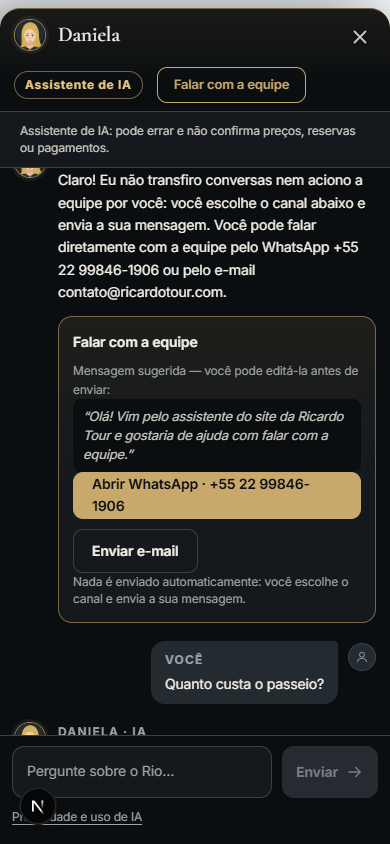 Daniela
Assistente de IA
Falar com a equipe
Assistente de IA: pode errar e não confirma preços, reservas
ou pagamentos.
Claro! Eu não transfiro conversas nem aciono a
equipe por você: você escolhe o canal abaixo e
envia a sua mensagem. Você pode falar
diretamente com a equipe pelo WhatsApp +55
22 99846-1906 ou pelo e-mail
contato@ricardotour.com.
Falar com a equipe
Mensagem sugerida — você pode editá-la antes de
enviar:
“Olá! Vim pelo assistente do site da Ricardo
Tour e gostaria de ajuda com falar com a
equipe.”
Abrir WhatsApp · +55 22 99846-
1906
Enviar e-mail
Nada é enviado automaticamente: você escolhe o
canal e envia a sua mensagem.
VOCÊ
Quanto custa o passeio?
DANIELA · IA
Pergunte sobre o Rio...
Enviar →
N
e uso de IA